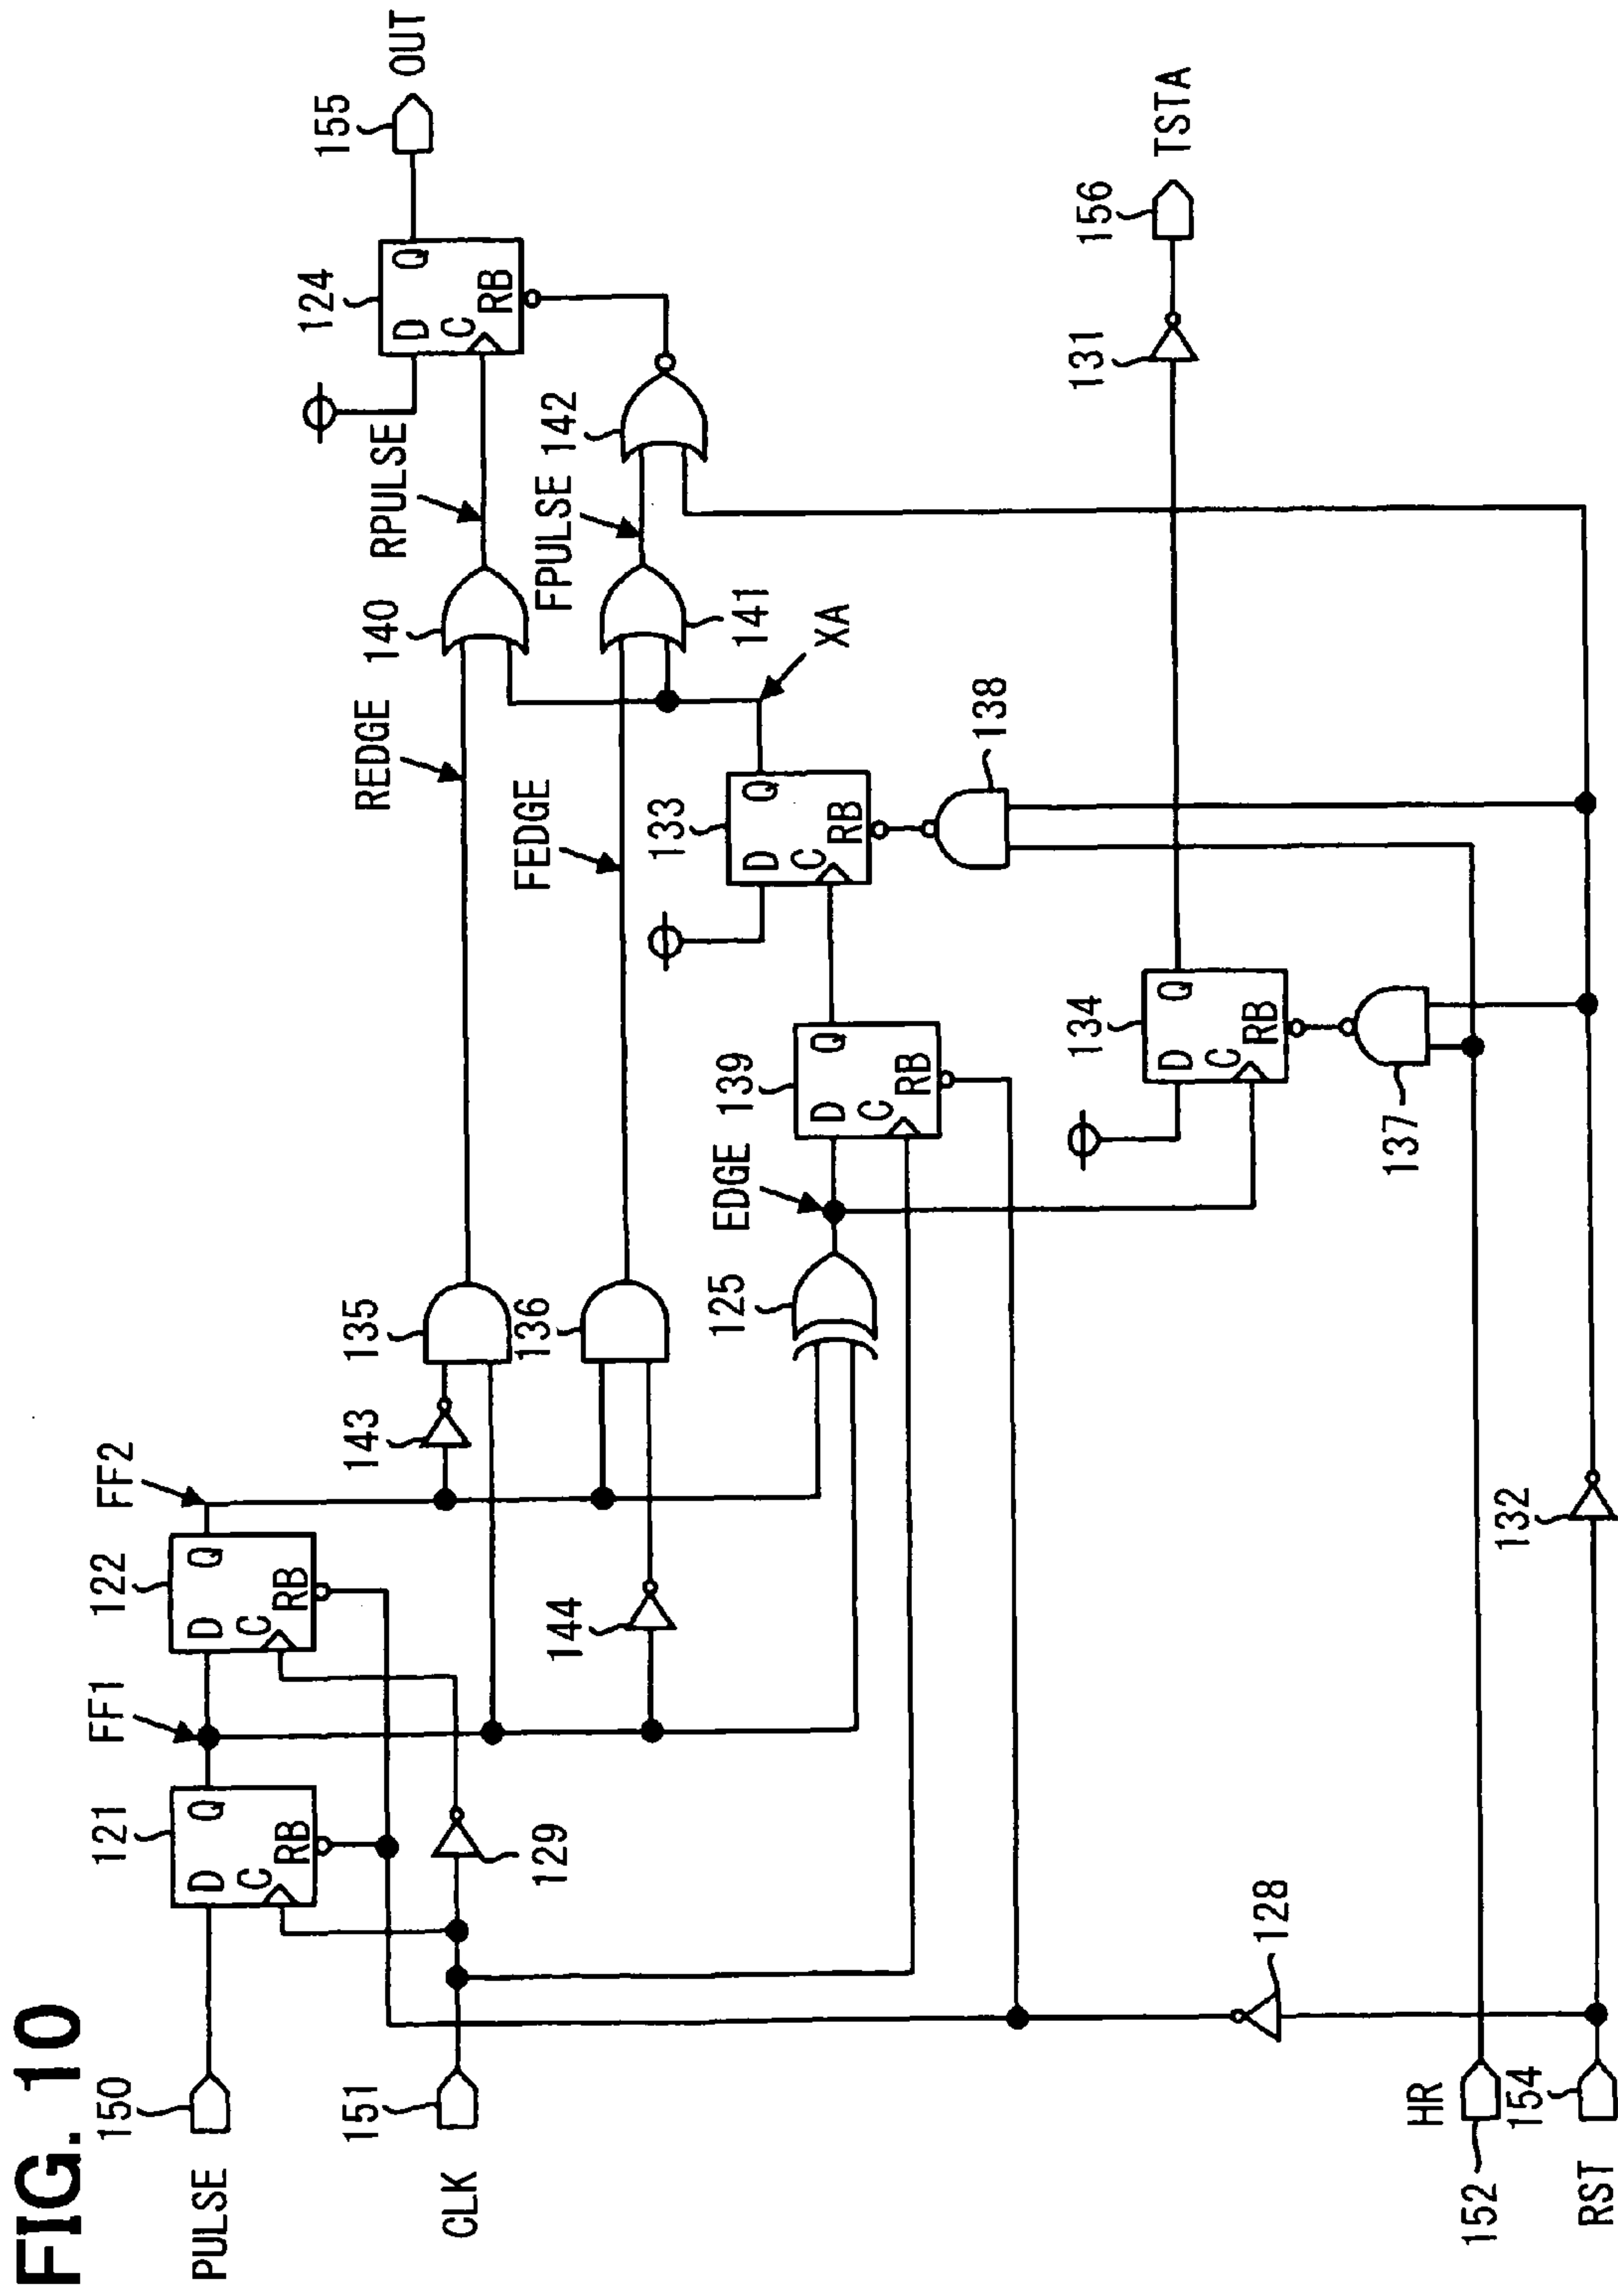 FIG. 10
PULSE
150
CLK
151
HR
152
RST
154
121
D
Q
C
RB
FF1
122
D
Q
C
RB
FF2
129
128
143
144
132
135
136
125
EDGE
REDGE
FEDGE
139
D
Q
C
RB
134
D
Q
C
RB
137
133
D
Q
C
RB
138
XA
140
141
RPULSE
FPULSE
142
124
D
Q
C
RB
131
155
OUT
156
TSTA